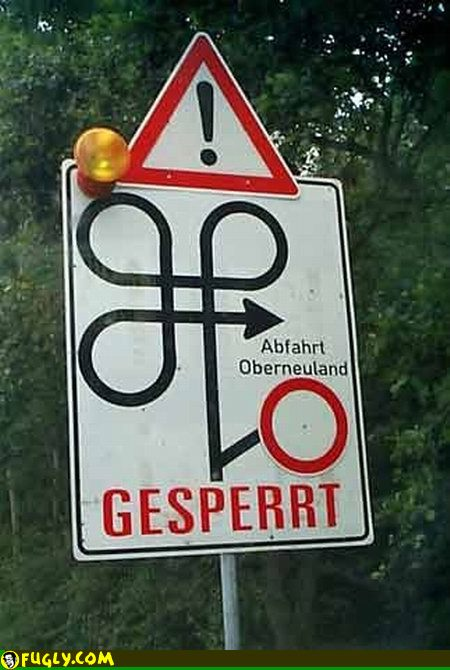 !
Abfahrt
Oberneuland
GESPERRT
FUGLY.COM